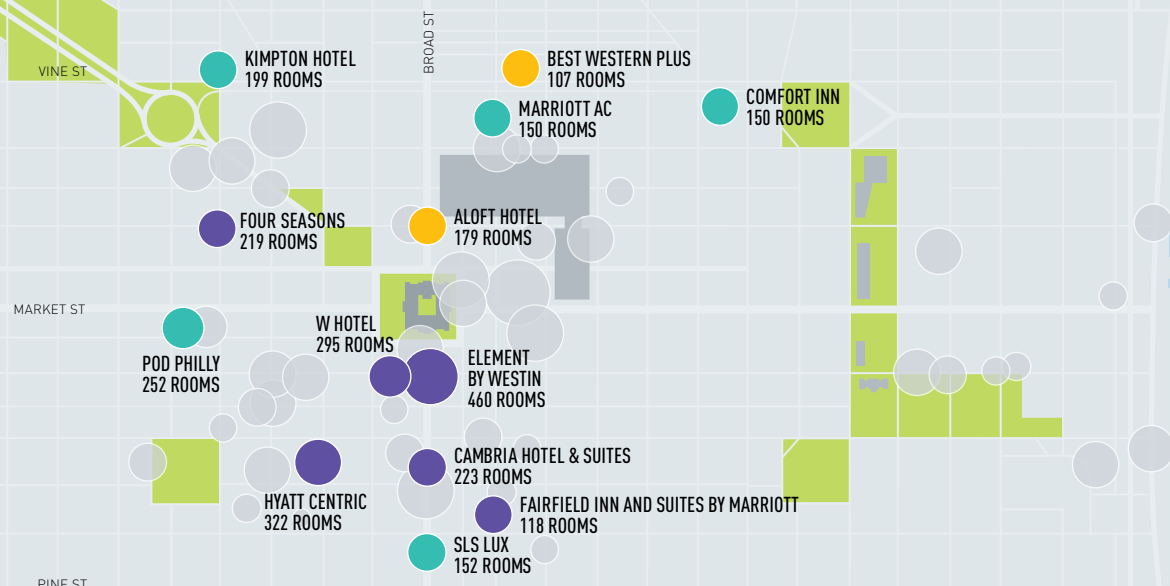 BROAD ST
KIMPTON HOTEL
199 ROOMS
BEST WESTERN PLUS
107 ROOMS
VINE ST
MARRIOTT AC
150 ROOMS
COMFORT INN
150 ROOMS
FOUR SEASONS
219 ROOMS
ALOFT HOTEL
179 ROOMS
MARKET ST
W HOTEL
295 ROOMS
POD PHILLY
252 ROOMS
ELEMENT
BY WESTIN
460 ROOMS
CAMBRIA HOTEL & SUITES
223 ROOMS
HYATT CENTRIC
322 ROOMS
FAIRFIELD INN AND SUITES BY MARRIOTT
118 ROOMS
SLS LUX
152 ROOMS
PINE ST